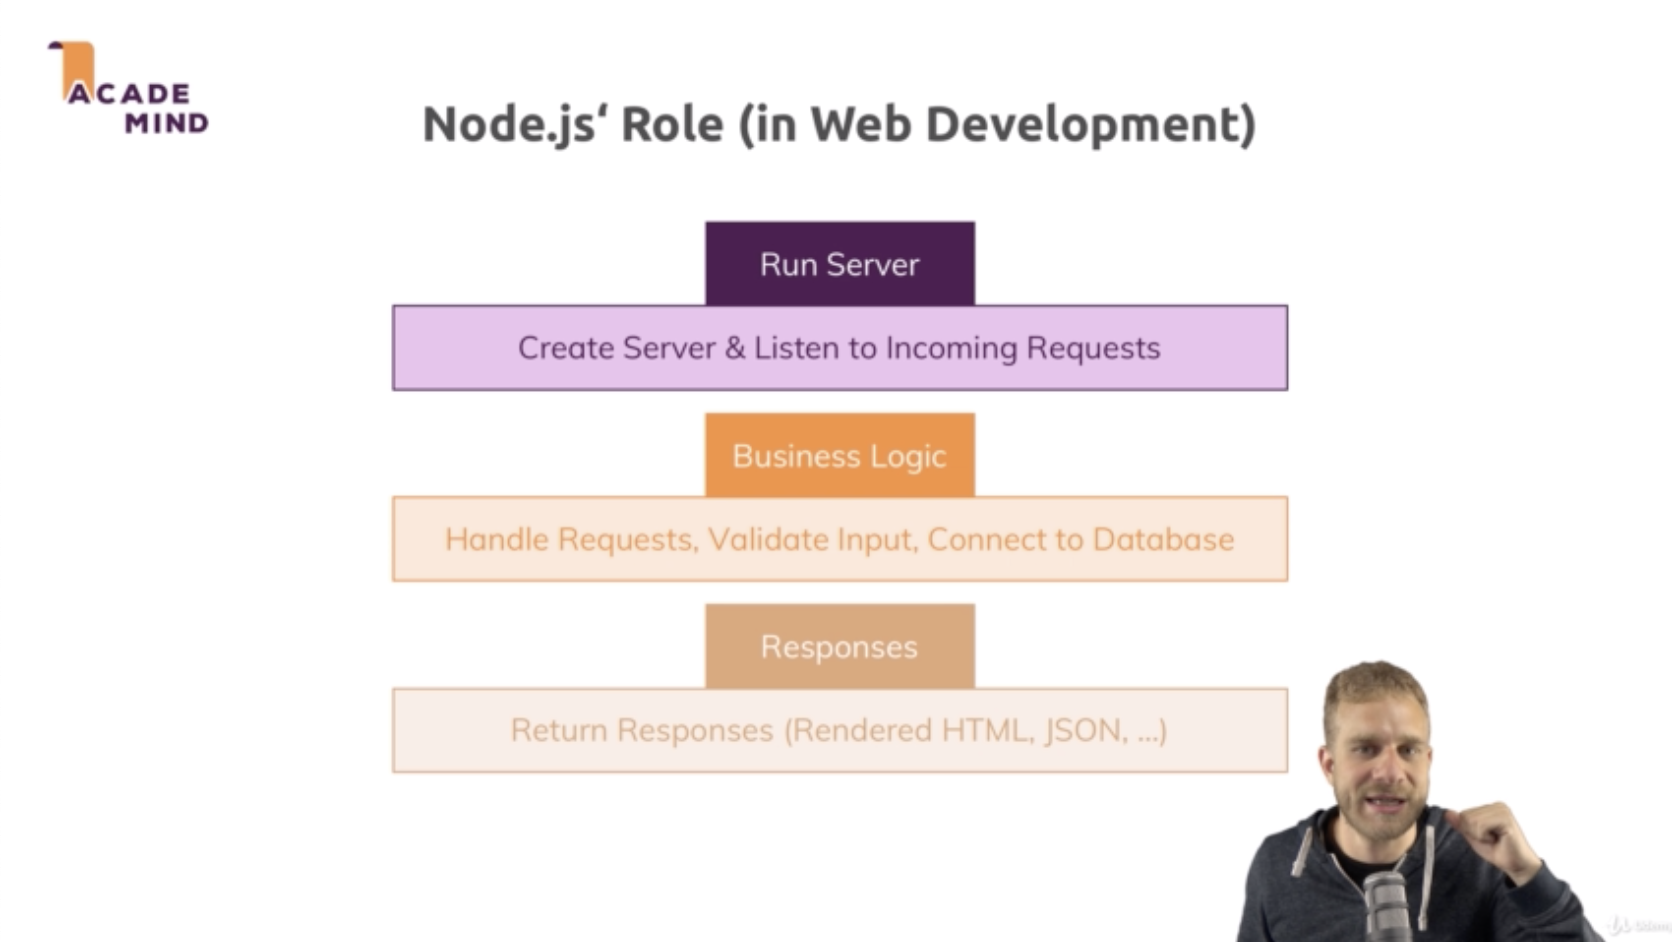 ACADE
MIND
Node.js‘ Role (in Web Development)
Run Server
Create Server & Listen to Incoming Requests
Business Logic
Handle Requests, Validate Input, Connect to Database
Responses
Return Responses (Rendered HTML, JSON, ...)
Udemy